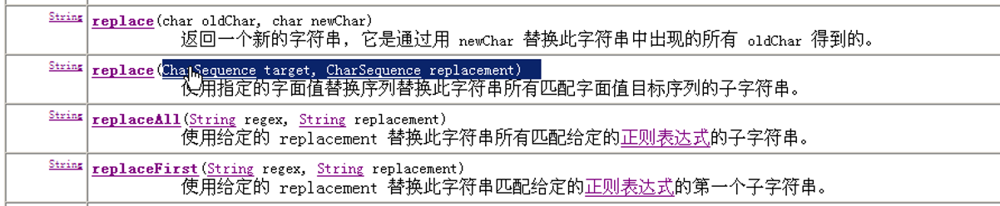 String replace(char oldChar, char newChar)
返回一个新的字符串，它是通过用 newChar 替换此字符串中出现的所有 oldChar 得到的。
String replace(CharSequence target, CharSequence replacement)
使用指定的字面值替换序列替换此字符串所有匹配字面值目标序列的子字符串。
String replaceAll(String regex, String replacement)
使用给定的 replacement 替换此字符串所有匹配给定的正则表达式的子字符串。
String replaceFirst(String regex, String replacement)
使用给定的 replacement 替换此字符串匹配给定的正则表达式的第一个子字符串。